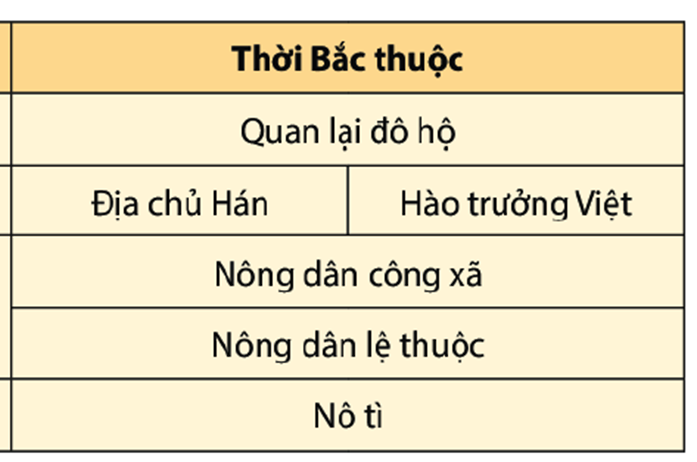 Thời Bắc thuộc
Quan lại đô hộ
Địa chủ Hán
Hào trưởng Việt
Nông dân công xã
Nông dân lệ thuộc
Nô tì